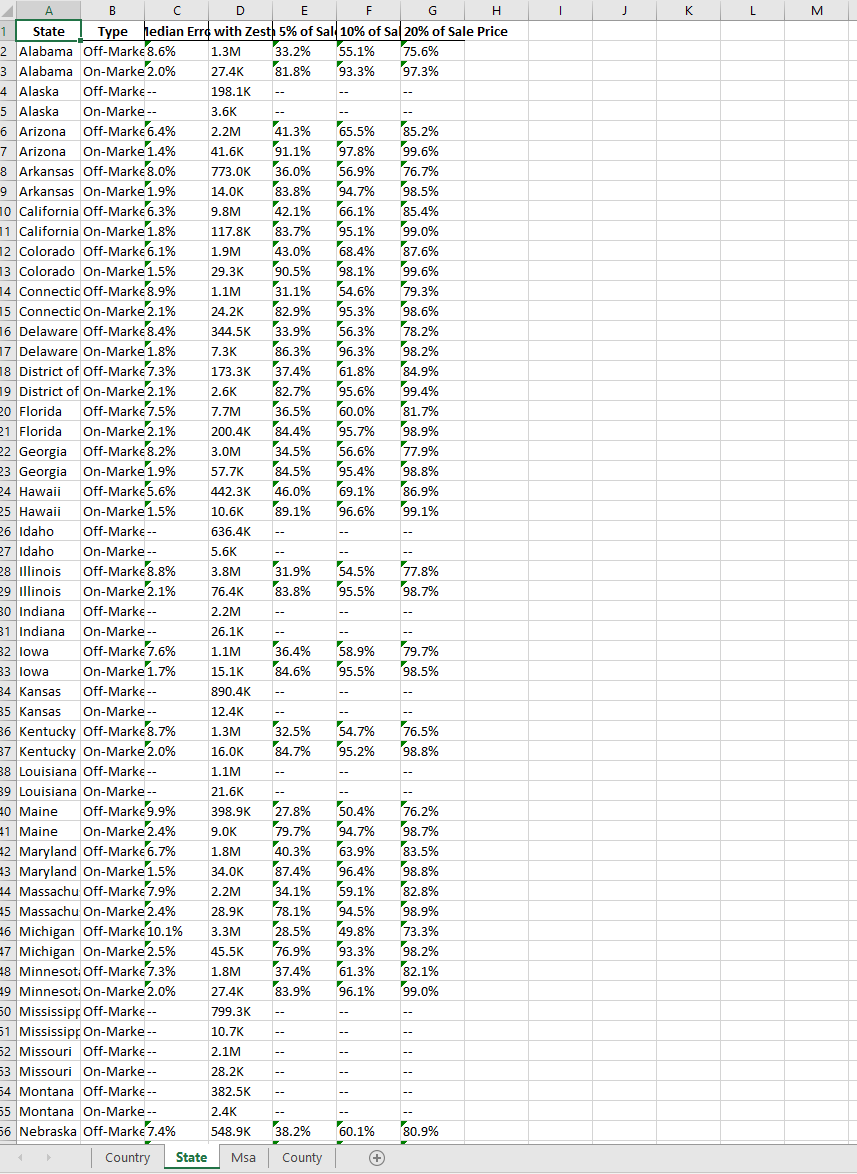 A B C D E F G H I J K L M
1 State Type Median Erro with Zest 5% of Sal 10% of Sal 20% of Sale Price
2 Alabama Off-Marke 8.6% 1.3M 33.2% 55.1% 75.6%
3 Alabama On-Marke 2.0% 27.4K 81.8% 93.3% 97.3%
4 Alaska Off-Marke -- 198.1K -- -- --
5 Alaska On-Marke -- 3.6K -- -- --
6 Arizona Off-Marke 6.4% 2.2M 41.3% 65.5% 85.2%
7 Arizona On-Marke 1.4% 41.6K 91.1% 97.8% 99.6%
8 Arkansas Off-Marke 8.0% 773.0K 36.0% 56.9% 76.7%
9 Arkansas On-Marke 1.9% 14.0K 83.8% 94.7% 98.5%
10 California Off-Marke 6.3% 9.8M 42.1% 66.1% 85.4%
11 California On-Marke 1.8% 117.8K 83.7% 95.1% 99.0%
12 Colorado Off-Marke 6.1% 1.9M 43.0% 68.4% 87.6%
13 Colorado On-Marke 1.5% 29.3K 90.5% 98.1% 99.6%
14 Connectic Off-Marke 8.9% 1.1M 31.1% 54.6% 79.3%
15 Connectic On-Marke 2.1% 24.2K 82.9% 95.3% 98.6%
16 Delaware Off-Marke 8.4% 344.5K 33.9% 56.3% 78.2%
17 Delaware On-Marke 1.8% 7.3K 86.3% 96.3% 98.2%
18 District of Off-Marke 7.3% 173.3K 37.4% 61.8% 84.9%
19 District of On-Marke 2.1% 2.6K 82.7% 95.6% 99.4%
20 Florida Off-Marke 7.5% 7.7M 36.5% 60.0% 81.7%
21 Florida On-Marke 2.1% 200.4K 84.4% 95.7% 98.9%
22 Georgia Off-Marke 8.2% 3.0M 34.5% 56.6% 77.9%
23 Georgia On-Marke 1.9% 57.7K 84.5% 95.4% 98.8%
24 Hawaii Off-Marke 5.6% 442.3K 46.0% 69.1% 86.9%
25 Hawaii On-Marke 1.5% 10.6K 89.1% 96.6% 99.1%
26 Idaho Off-Marke -- 636.4K -- -- --
27 Idaho On-Marke -- 5.6K -- -- --
28 Illinois Off-Marke 8.8% 3.8M 31.9% 54.5% 77.8%
29 Illinois On-Marke 2.1% 76.4K 83.8% 95.5% 98.7%
30 Indiana Off-Marke -- 2.2M -- -- --
31 Indiana On-Marke -- 26.1K -- -- --
32 Iowa Off-Marke 7.6% 1.1M 36.4% 58.9% 79.7%
33 Iowa On-Marke 1.7% 15.1K 84.6% 95.5% 98.5%
34 Kansas Off-Marke -- 890.4K -- -- --
35 Kansas On-Marke -- 12.4K -- -- --
36 Kentucky Off-Marke 8.7% 1.3M 32.5% 54.7% 76.5%
37 Kentucky On-Marke 2.0% 16.0K 84.7% 95.2% 98.8%
38 Louisiana Off-Marke -- 1.1M -- -- --
39 Louisiana On-Marke -- 21.6K -- -- --
40 Maine Off-Marke 9.9% 398.9K 27.8% 50.4% 76.2%
41 Maine On-Marke 2.4% 9.0K 79.7% 94.7% 98.7%
42 Maryland Off-Marke 6.7% 1.8M 40.3% 63.9% 83.5%
43 Maryland On-Marke 1.5% 34.0K 87.4% 96.4% 98.8%
44 Massachu Off-Marke 7.9% 2.2M 34.1% 59.1% 82.8%
45 Massachu On-Marke 2.4% 28.9K 78.1% 94.5% 98.9%
46 Michigan Off-Marke 10.1% 3.3M 28.5% 49.8% 73.3%
47 Michigan On-Marke 2.5% 45.5K 76.9% 93.3% 98.2%
48 Minnesota Off-Marke 7.3% 1.8M 37.4% 61.3% 82.1%
49 Minnesota On-Marke 2.0% 27.4K 83.9% 96.1% 99.0%
50 Mississipp Off-Marke -- 799.3K -- -- --
51 Mississipp On-Marke -- 10.7K -- -- --
52 Missouri Off-Marke -- 2.1M -- -- --
53 Missouri On-Marke -- 28.2K -- -- --
54 Montana Off-Marke -- 382.5K -- -- --
55 Montana On-Marke -- 2.4K -- -- --
56 Nebraska Off-Marke 7.4% 548.9K 38.2% 60.1% 80.9%
Country State Msa County